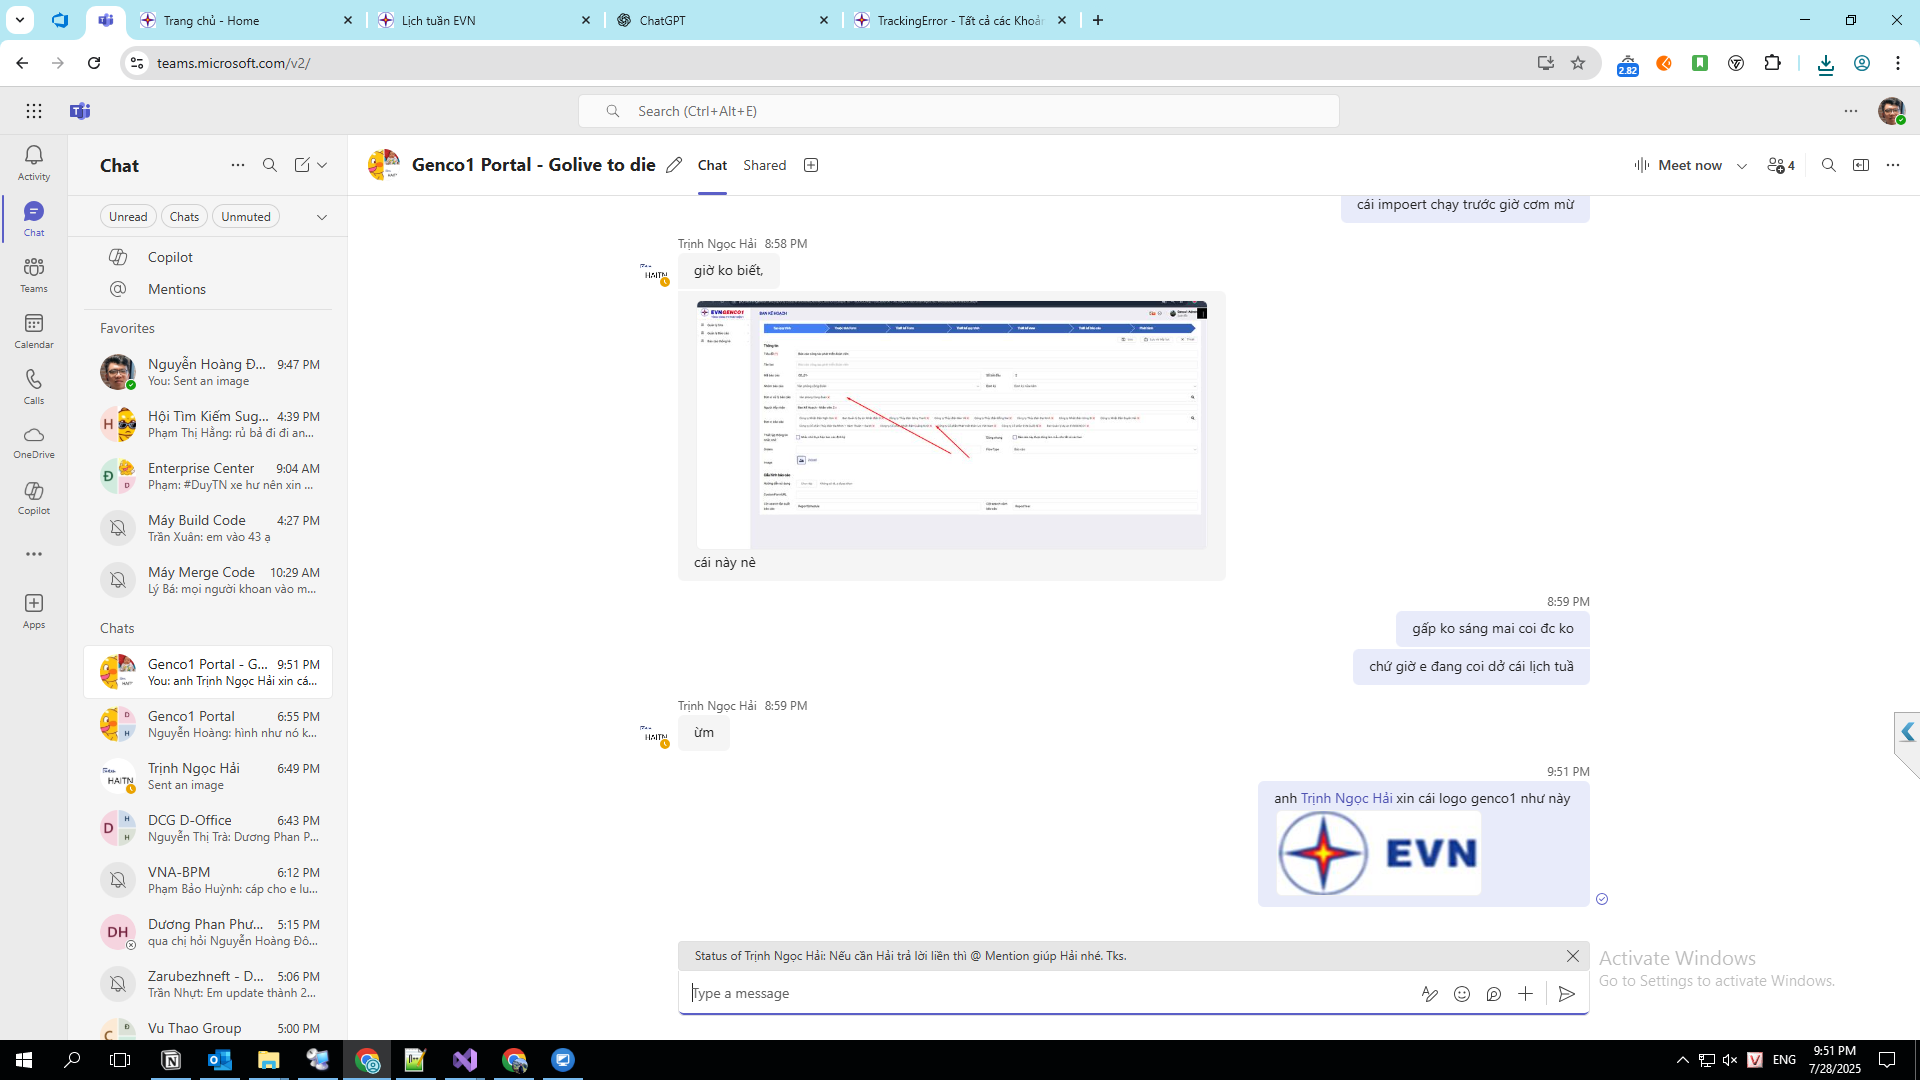 Trang chủ - Home
Lịch tuần EVN
ChatGPT
TrackingError - Tất cả các Khoản
teams.microsoft.com/v2/
2.82
Search (Ctrl+Alt+E)
Activity
Chat
Teams
Calendar
Calls
OneDrive
Copilot
Apps
Chat
Unread
Chats
Unmuted
Copilot
Mentions
Favorites
Nguyễn Hoàng Đ... 9:47 PM
You: Sent an image
Hội Tìm Kiếm Sug... 4:39 PM
Phạm Thị Hằng: rủ bả đi đi an...
Enterprise Center 9:04 AM
Phạm: #DuyTN xe hư nên xin ...
Máy Build Code 4:27 PM
Trần Xuân: em vào 43 ạ
Máy Merge Code 10:29 AM
Lý Bá: mọi người khoan vào m...
Chats
Genco1 Portal - G... 9:51 PM
You: anh Trịnh Ngọc Hải xin cá...
Genco1 Portal 6:55 PM
Nguyễn Hoàng: hình như nó k...
Trịnh Ngọc Hải 6:49 PM
Sent an image
DCG D-Office 6:43 PM
Nguyễn Thị Trà: Dương Phan P...
VNA-BPM 6:12 PM
Phạm Bảo Huỳnh: cáp cho e lu...
DH
Dương Phan Phư... 5:15 PM
qua chị hỏi Nguyễn Hoàng Đô...
Zarubezhneft - D... 5:06 PM
Trần Nhựt: Em update thành 2...
Vu Thao Group 5:00 PM
Genco1 Portal - Golive to die
Chat
Shared
Meet now
4
cái impoert chạy trước giờ cơm mừ
Trịnh Ngọc Hải 8:58 PM
HAITN
giờ ko biết,
EVNGENCO1
BAN KẾ HOẠCH
cái này nè
8:59 PM
gấp ko sáng mai coi đc ko
chứ giờ e đang coi dở cái lịch tuầ
Trịnh Ngọc Hải 8:59 PM
HAITN
ừm
9:51 PM
anh Trịnh Ngọc Hải xin cái logo genco1 như này
EVN
Status of Trịnh Ngọc Hải: Nếu cần Hải trả lời liền thì @ Mention giúp Hải nhé. Tks.
Type a message
Activate Windows
Go to Settings to activate Windows.
ENG
9:51 PM
7/28/2025